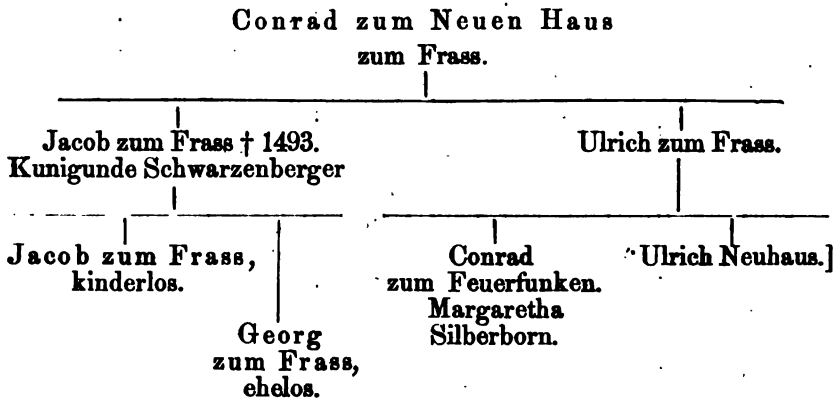 Conrad zum Neuen Haus
zum Frass.
Jacob zum Frass † 1493.
Kunigunde Schwarzenberger
Ulrich zum Frass.
Jacob zum Frass,
kinderlos.
Georg
zum Frass,
ehelos.
Conrad
zum Feuerfunken.
Margaretha
Silberborn.
Ulrich Neuhaus.]